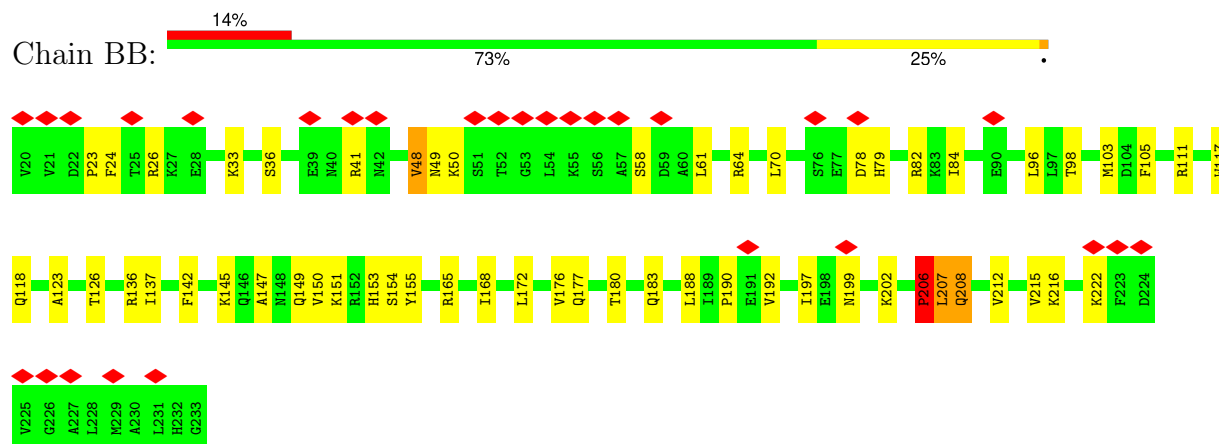 14%
Chain BB:
73% 25% •
V20 V21 D22 P23 F24 T25 R26 K27 E28 K33 S36 E39 N40 R41 N42 V48 N49 K50 S51 T52 G53 L54 K55 S56 A57 S58 D59 A60 L61 R64 L70 S76 E77 D78 H79 R82 K83 I84 E90 L96 L97 T98 M103 D104 F105 R111
Q118 A123 T126 R136 I137 F142 K145 Q146 A147 N148 Q149 V150 K151 R152 H153 S154 Y155 R165 I168 L172 V176 Q177 T180 Q183 L188 I189 P190 E191 V192 I197 E198 N199 K202 P206 L207 Q208 V212 V215 K216 K222 F223 D224
V225 G226 A227 L228 M229 A230 L231 H232 G233